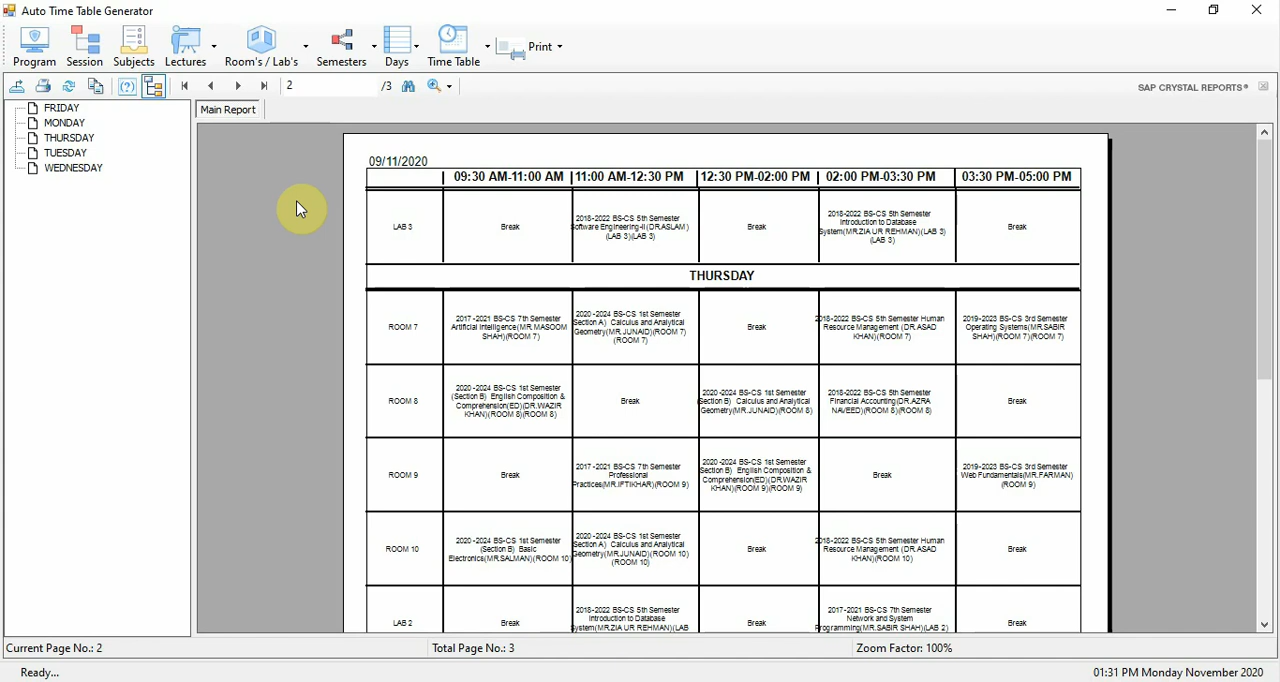 Auto Time Table Generator
Program Session Subjects Lectures Room's / Lab's Semesters Days Time Table Print
2 /3 SAP CRYSTAL REPORTS®
FRIDAY
MONDAY
THURSDAY
TUESDAY
WEDNESDAY
Main Report
09/11/2020
09:30 AM-11:00 AM 11:00 AM-12:30 PM 12:30 PM-02:00 PM 02:00 PM-03:30 PM 03:30 PM-05:00 PM
LAB 3
Break
2018-2022 BS-CS 5th Semester
Software Engineering-II(DR.ASLAM)
(LAB 3)(LAB 3)
Break
2018-2022 BS-CS 5th Semester
Introduction to Database
System(MR.ZIA UR REHMAN)(LAB 3)
(LAB 3)
Break
THURSDAY
ROOM 7
2017-2021 BS-CS 7th Semester
Artificial Intelligence(MR.MASOOM
SHAH)(ROOM 7)
2020-2024 BS-CS 1st Semester
Section A) Calculus and Analytical
Geometry(MR.JUNAID)(ROOM 7)
(ROOM 7)
Break
2018-2022 BS-CS 5th Semester Human
Resource Management (DR.ASAD
KHAN)(ROOM 7)
2019-2023 BS-CS 3rd Semester
Operating Systems(MR.SABIR
SHAH)(ROOM 7)(ROOM 7)
ROOM 8
2020-2024 BS-CS 1st Semester
(Section B) English Composition &
Comprehension(ED)(DR.WAZIR
KHAN)(ROOM 8)(ROOM 8)
Break
2020-2024 BS-CS 1st Semester
Section B) Calculus and Analytical
Geometry(MR.JUNAID)(ROOM 8)
2018-2022 BS-CS 5th Semester
Financial Accounting(DR.AZRA
NAVEED)(ROOM 8)(ROOM 8)
Break
ROOM 9
Break
2017-2021 BS-CS 7th Semester
Professional
Practices(MR.IFTIKHAR)(ROOM 9)
2020-2024 BS-CS 1st Semester
Section B) English Composition &
Comprehension(ED)(DR.WAZIR
KHAN)(ROOM 9)(ROOM 9)
Break
2019-2023 BS-CS 3rd Semester
Web Fundamentals(MR.FARMAN)
(ROOM 9)
ROOM 10
2020-2024 BS-CS 1st Semester
(Section B) Basic
Electronics(MR.SALMAN)(ROOM 10)
2020-2024 BS-CS 1st Semester
Section A) Calculus and Analytical
Geometry(MR.JUNAID)(ROOM 10)
(ROOM 10)
Break
2018-2022 BS-CS 5th Semester Human
Resource Management (DR.ASAD
KHAN)(ROOM 10)
Break
LAB 2
Break
2018-2022 BS-CS 5th Semester
Introduction to Database
System(MR.ZIA UR REHMAN)(LAB
Break
2017-2021 BS-CS 7th Semester
Network and System
Programming(MR.SABIR SHAH)(LAB 2)
Break
Current Page No.: 2 Total Page No.: 3 Zoom Factor: 100%
Ready... 01:31 PM Monday November 2020